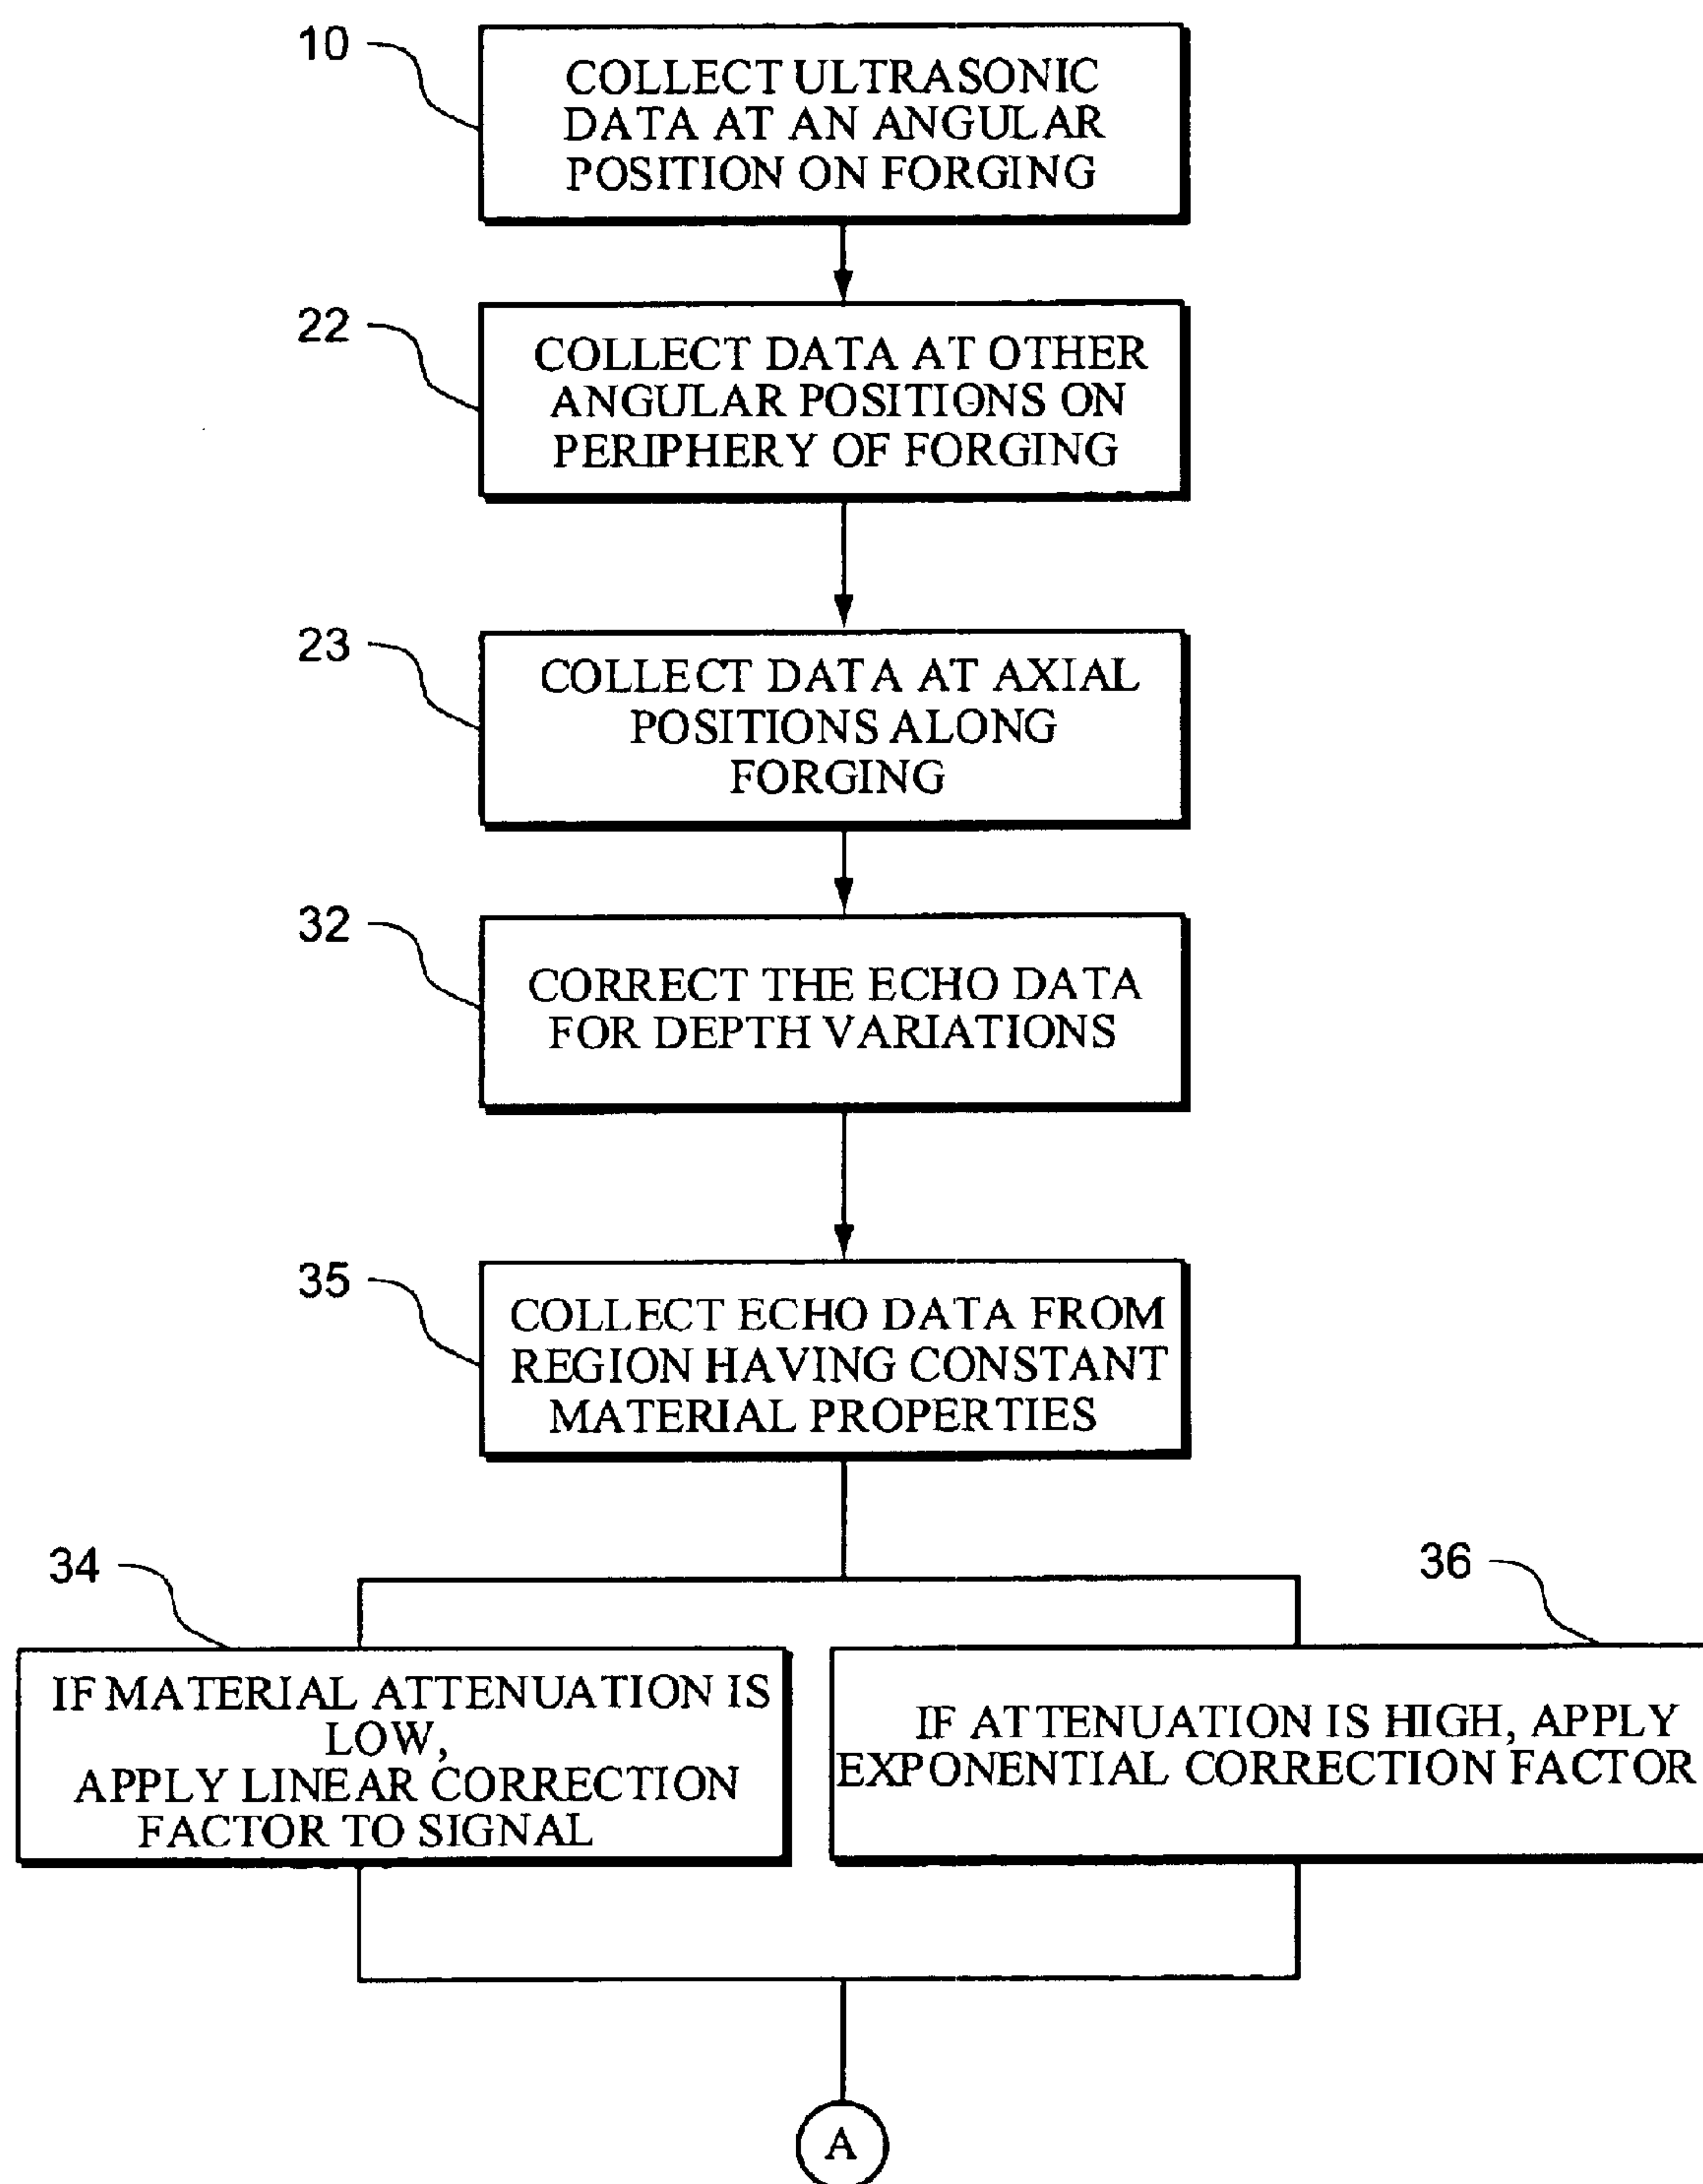 10
COLLECT ULTRASONIC
DATA AT AN ANGULAR
POSITION ON FORGING
22
COLLECT DATA AT OTHER
ANGULAR POSITIONS ON
PERIPHERY OF FORGING
23
COLLECT DATA AT AXIAL
POSITIONS ALONG
FORGING
32
CORRECT THE ECHO DATA
FOR DEPTH VARIATIONS
35
COLLECT ECHO DATA FROM
REGION HAVING CONSTANT
MATERIAL PROPERTIES
34
IF MATERIAL ATTENUATION IS
LOW,
APPLY LINEAR CORRECTION
FACTOR TO SIGNAL
36
IF ATTENUATION IS HIGH, APPLY
EXPONENTIAL CORRECTION FACTOR
A